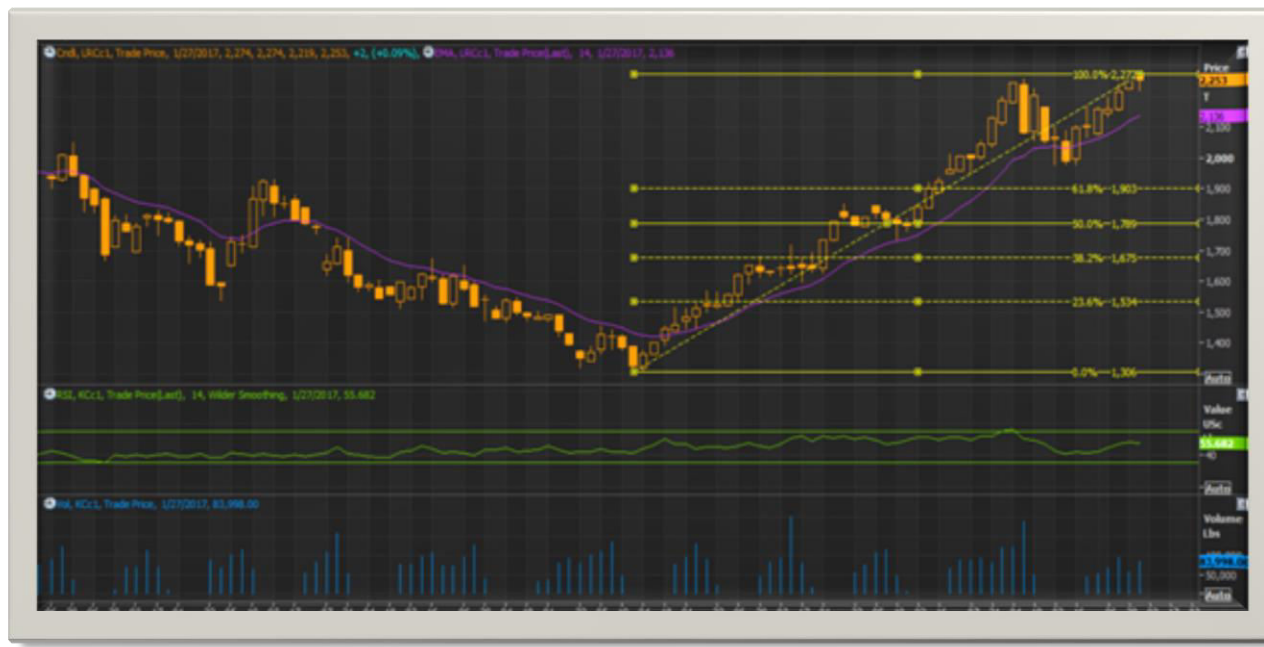 Cndl, LRCc1, Trade Price, 1/27/2017, 2,274, 2,274, 2,219, 2,253, +2, (+0.09%), EMA, LRCc1, Trade Price(Last), 14, 1/27/2017, 2,136
Price
100.0% 2,272
2,253
T
2,136
2,100
2,000
61.8% 1,903
1,900
1,800
50.0% 1,789
1,700
38.2% 1,675
1,600
23.6% 1,534
1,500
1,400
0.0% 1,306
Auto
RSI, KCc1, Trade Price(Last), 14, Wilder Smoothing, 1/27/2017, 55.682
Value
USc
55.682
40
Auto
Vol, KCc1, Trade Price, 1/27/2017, 83,998.00
Volume
Lbs
83,998.00
50,000
Auto